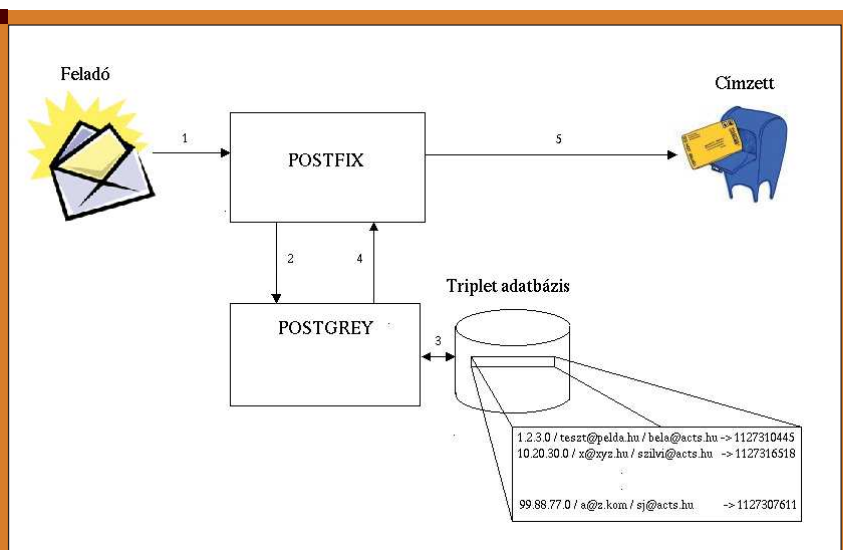 Feladó
Címzett
1
POSTFIX
5
2
4
Triplet adatbázis
POSTGREY
3
1.2.3.0 / teszt@pelda.hu / bela@acts.hu -> 1127310445
10.20.30.0 / x@xyz.hu / szilvi@acts.hu -> 1127316518
.
.
99.88.77.0 / a@z.kom / sj@acts.hu -> 1127307611